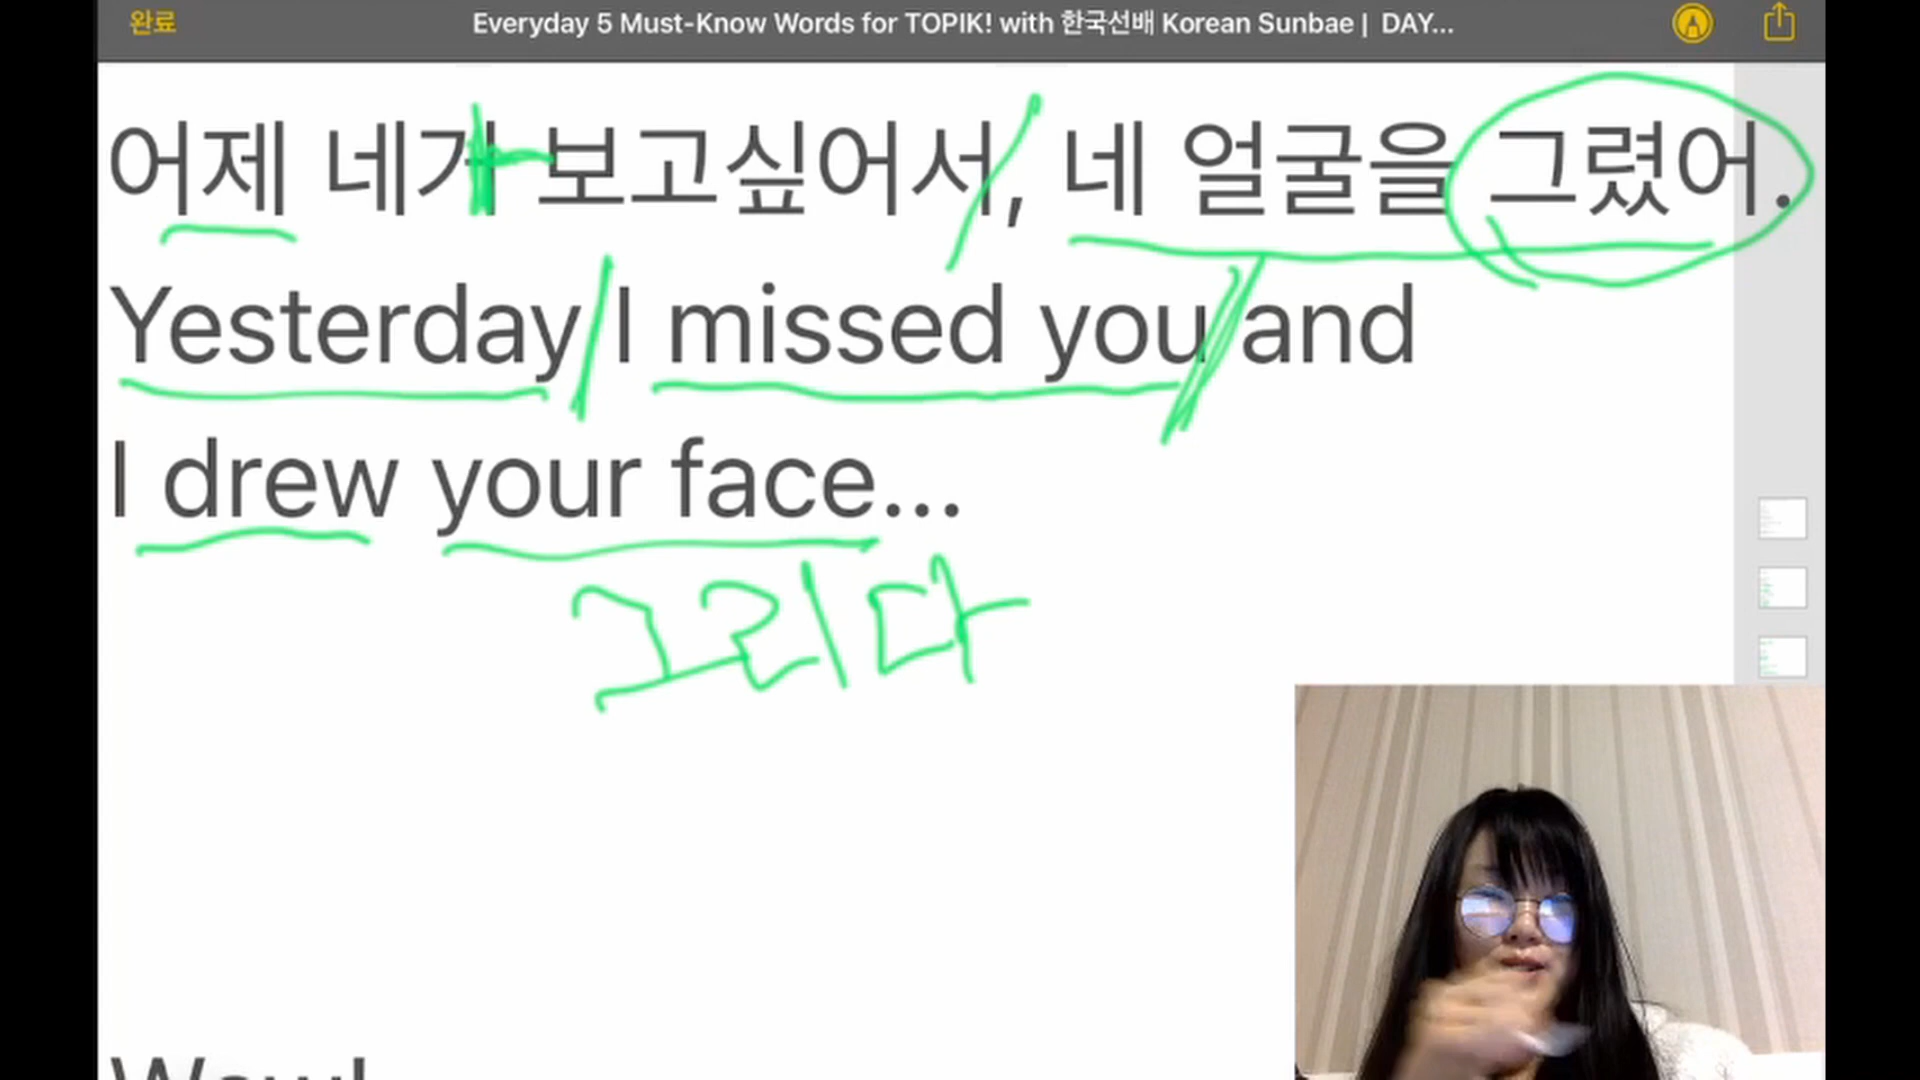 완료 Everyday 5 Must-Know Words for TOPIK! with 한국선배 Korean Sunbae | DAY...
어제 네가 보고싶어서, 네 얼굴을 그렸어.
Yesterday I missed you and
I drew your face...
그리다
Wow!